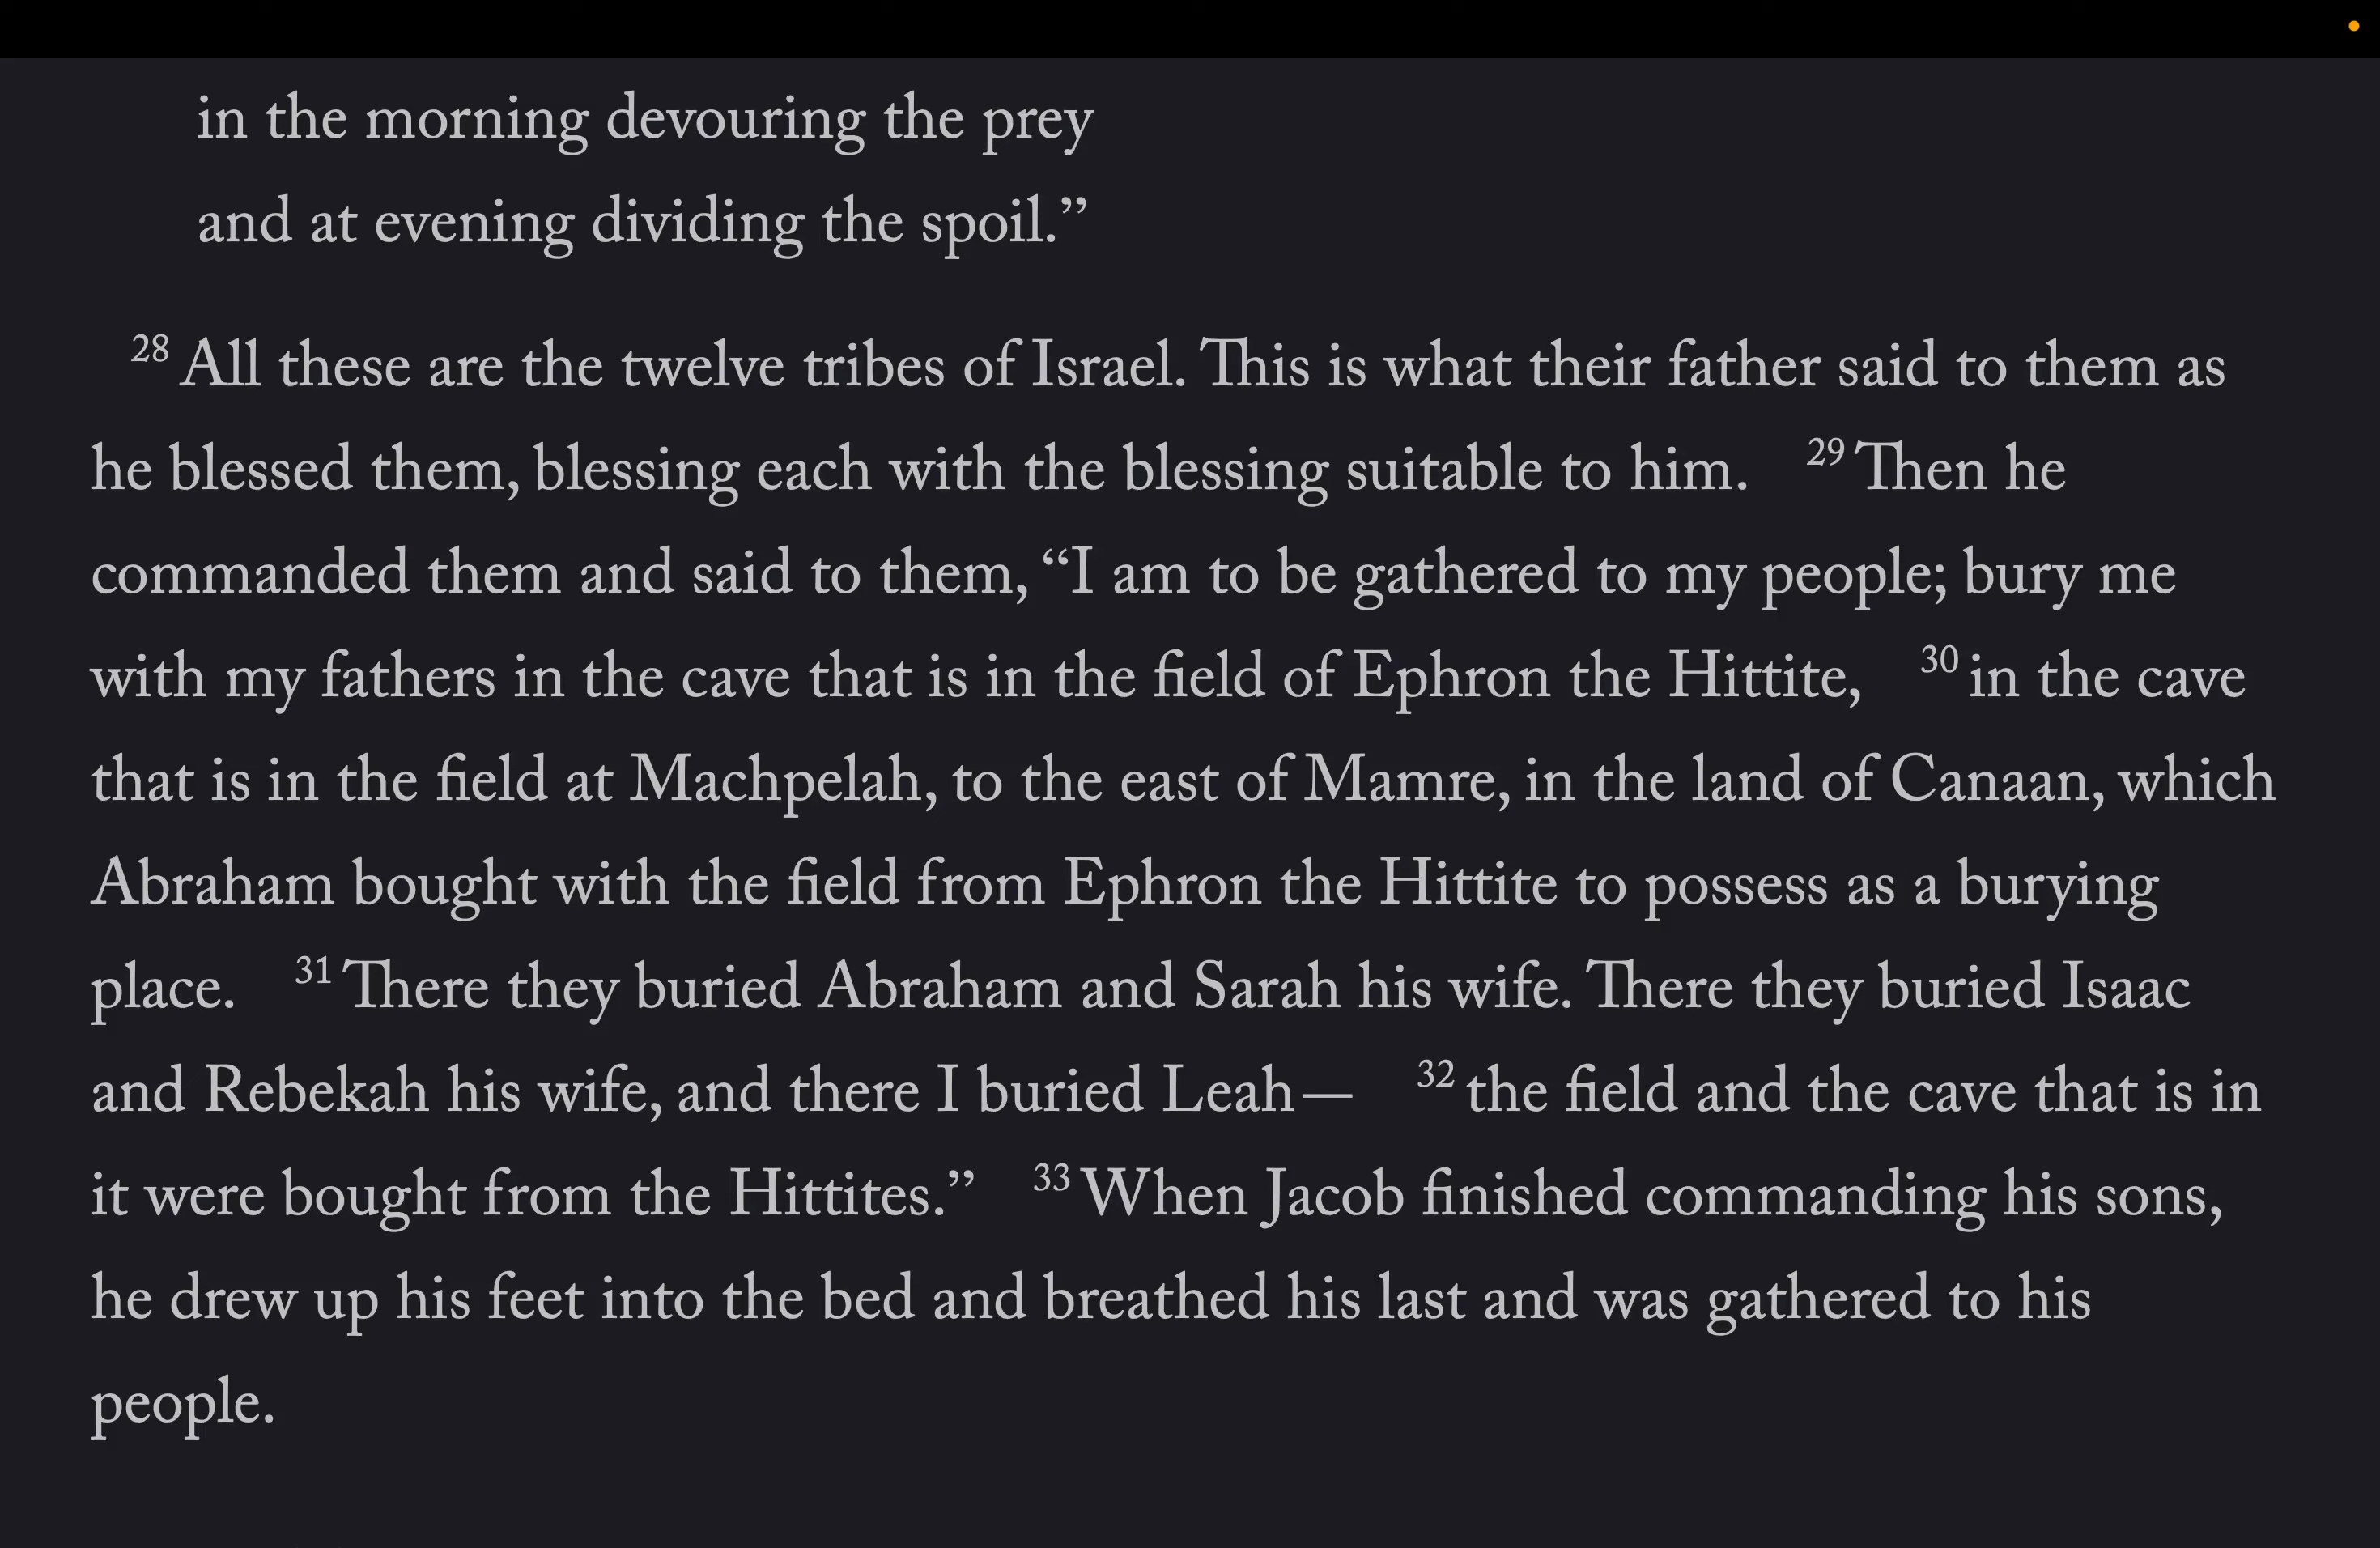 in the morning devouring the prey
and at evening dividing the spoil.”
28 All these are the twelve tribes of Israel. This is what their father said to them as
he blessed them, blessing each with the blessing suitable to him. 29 Then he
commanded them and said to them, “I am to be gathered to my people; bury me
with my fathers in the cave that is in the field of Ephron the Hittite, 30 in the cave
that is in the field at Machpelah, to the east of Mamre, in the land of Canaan, which
Abraham bought with the field from Ephron the Hittite to possess as a burying
place. 31 There they buried Abraham and Sarah his wife. There they buried Isaac
and Rebekah his wife, and there I buried Leah— 32 the field and the cave that is in
it were bought from the Hittites.” 33 When Jacob finished commanding his sons,
he drew up his feet into the bed and breathed his last and was gathered to his
people.